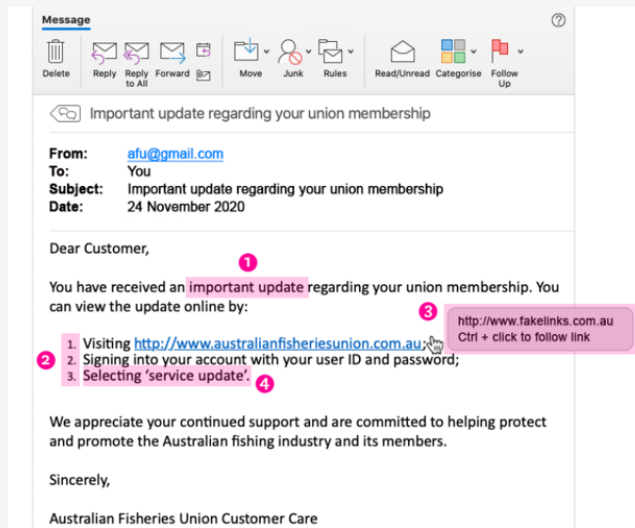 Message
Delete
Reply
Reply to All
Forward
Move
Junk
Rules
Read/Unread
Categorise
Follow Up
Important update regarding your union membership
From: afu@gmail.com
To: You
Subject: Important update regarding your union membership
Date: 24 November 2020
Dear Customer,
1
You have received an important update regarding your union membership. You
can view the update online by:
3
http://www.fakelinks.com.au
Ctrl + click to follow link
2
1. Visiting http://www.australianfisheriesunion.com.au;
2. Signing into your account with your user ID and password;
3. Selecting ‘service update’.
4
We appreciate your continued support and are committed to helping protect
and promote the Australian fishing industry and its members.
Sincerely,
Australian Fisheries Union Customer Care